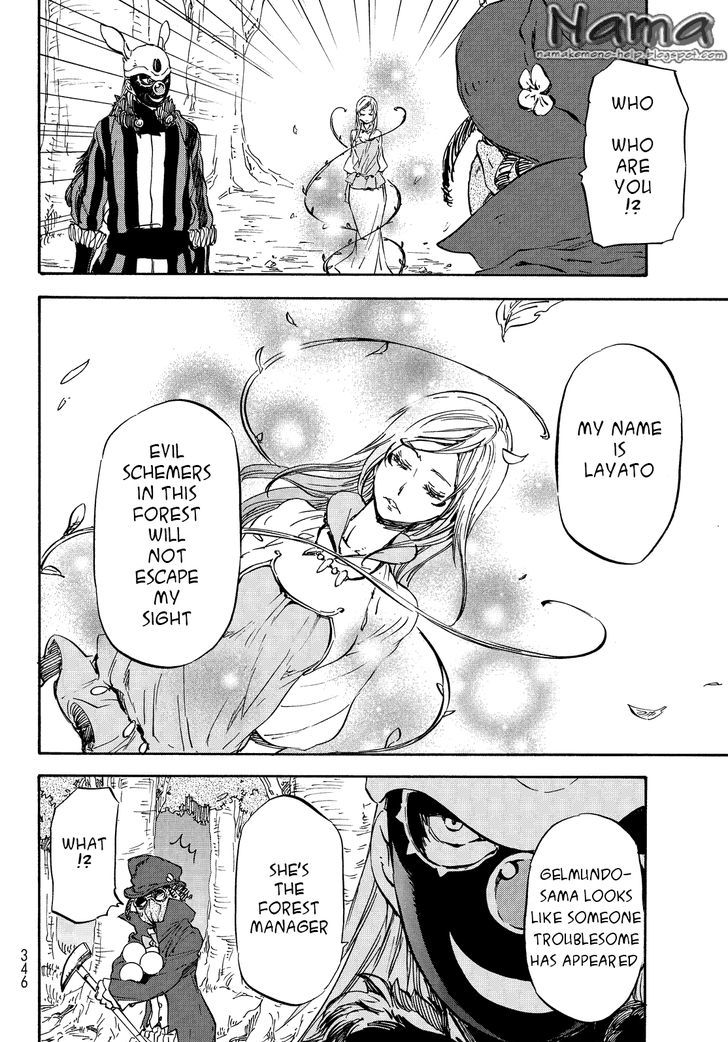 Nama
namakemono-help.blogspot.com
WHO
WHO
ARE
YOU
!?
MY NAME
IS
LAYATO
EVIL
SCHEMERS
IN THIS
FOREST
WILL
NOT
ESCAPE
MY
SIGHT
GELMUNDO-
SAMA LOOKS
LIKE SOMEONE
TROUBLESOME
HAS APPEARED
SHE'S
THE
FOREST
MANAGER
WHAT
!?
346